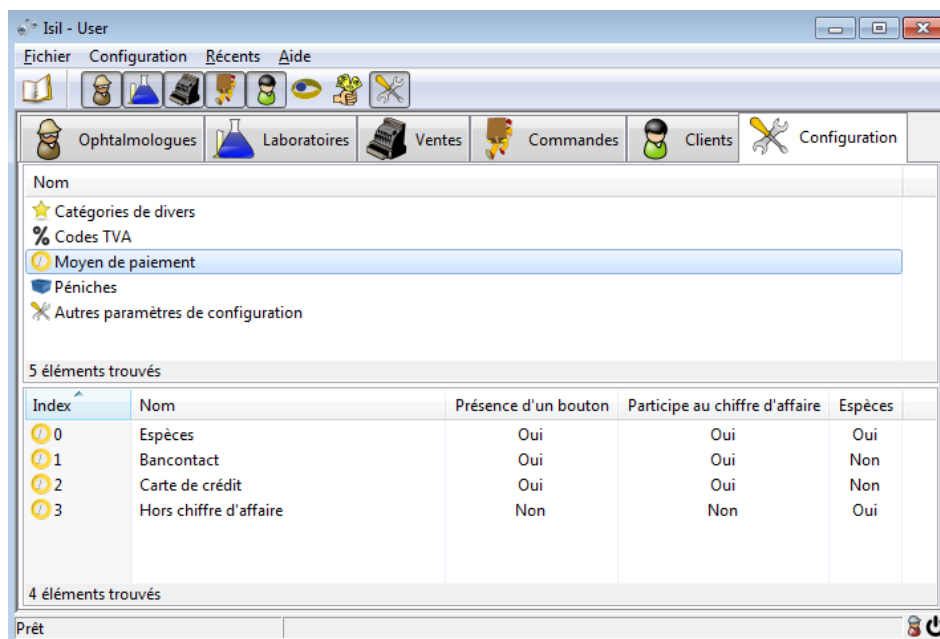 Isil - User
Fichier Configuration Récents Aide
Ophtalmologues Laboratoires Ventes Commandes Clients Configuration
Nom
Catégories de divers
% Codes TVA
Moyen de paiement
Péniches
Autres paramètres de configuration
5 éléments trouvés
Index Nom Présence d'un bouton Participe au chiffre d'affaire Espèces
0 Espèces Oui Oui Oui
1 Bancontact Oui Oui Non
2 Carte de crédit Oui Oui Non
3 Hors chiffre d'affaire Non Non Oui
4 éléments trouvés
Prêt